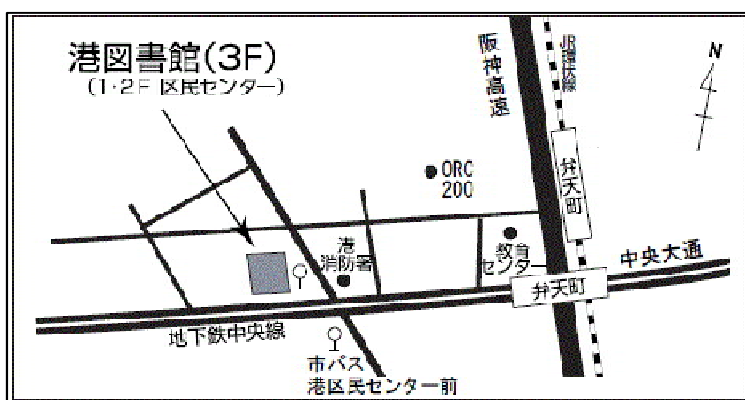 港図書館(3F)
(1・2F 区民センター)
阪神高速
JR環状線
N
ORC
200
弁天町
港
消防署
教育
センター
中央大通
弁天町
地下鉄中央線
市バス
港区民センター前